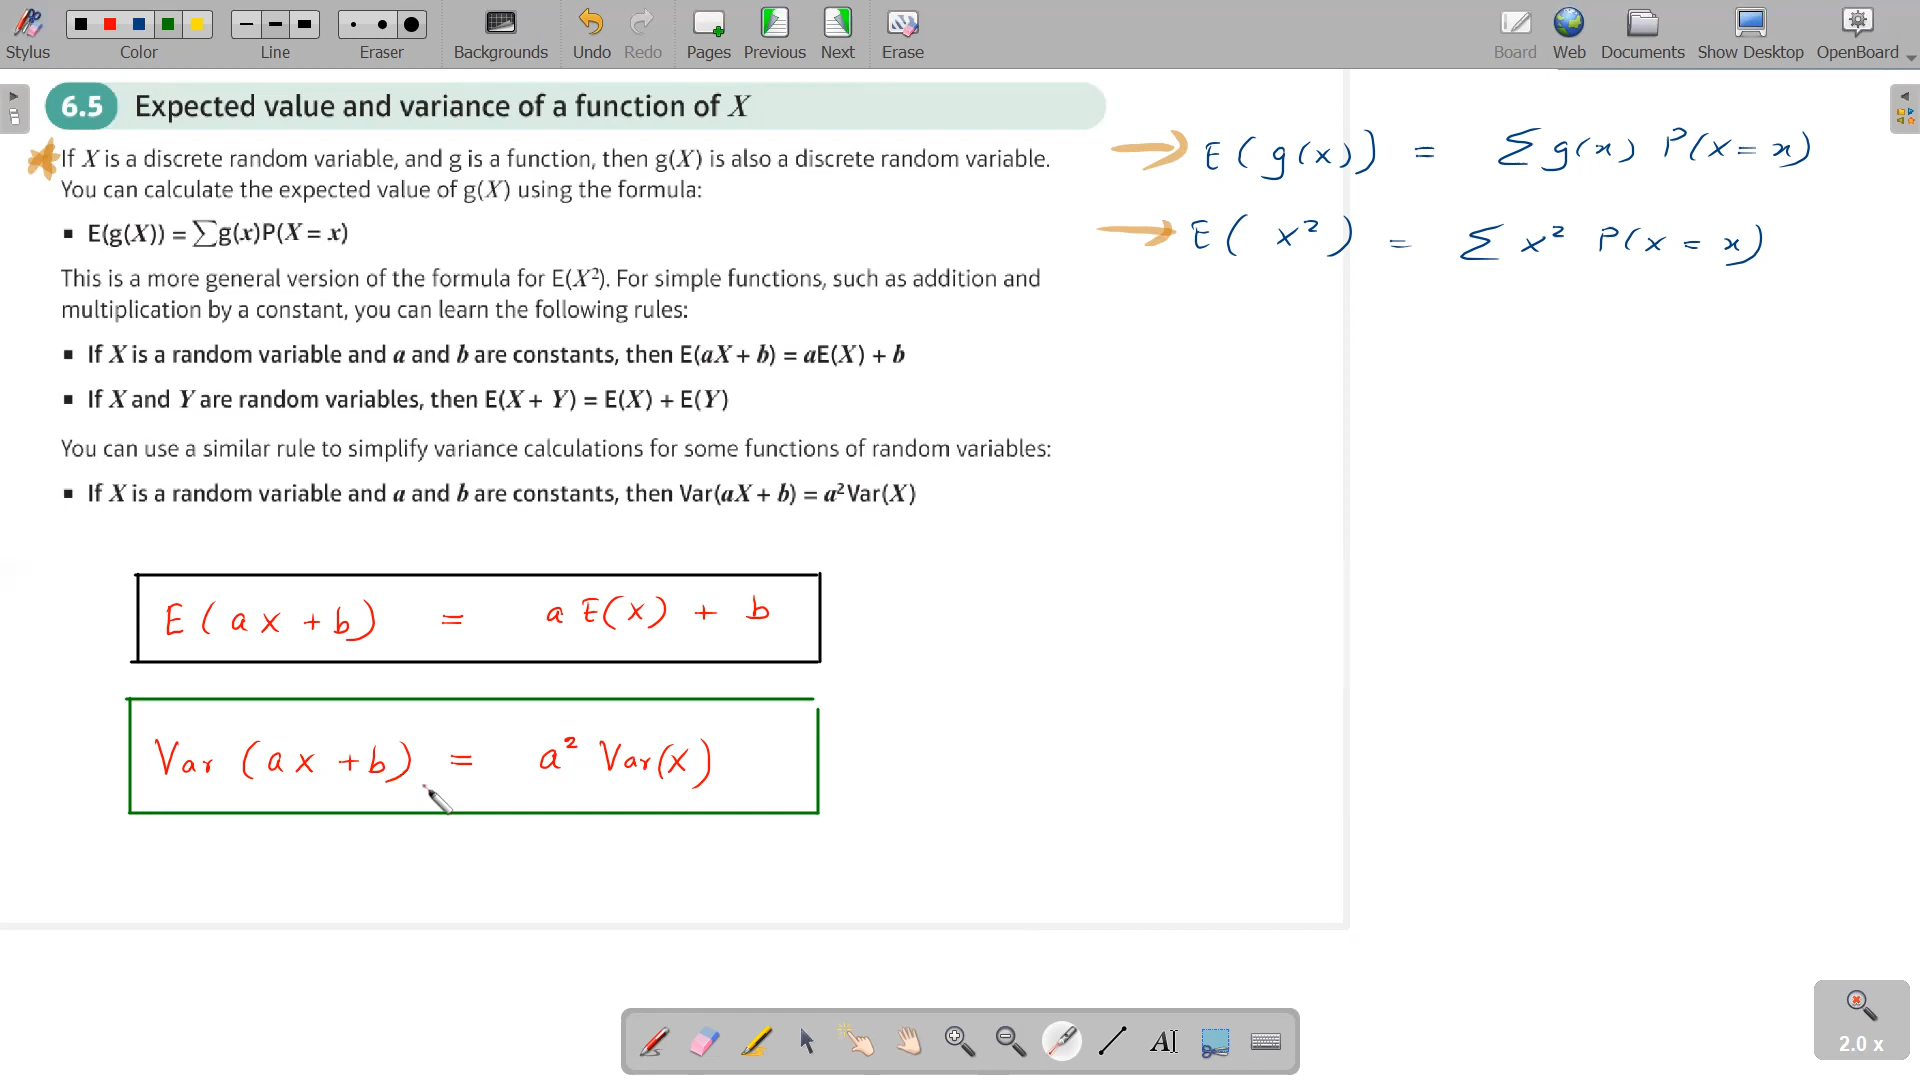 Stylus
Color
Line
Eraser
Backgrounds
Undo
Redo
Pages
Previous
Next
Erase
Board
Web
Documents
Show Desktop
OpenBoard
6.5 Expected value and variance of a function of X
If X is a discrete random variable, and g is a function, then g(X) is also a discrete random variable.
You can calculate the expected value of g(X) using the formula:
▪ E(g(X)) = ∑g(x)P(X = x)
This is a more general version of the formula for E(X²). For simple functions, such as addition and
multiplication by a constant, you can learn the following rules:
▪ If X is a random variable and a and b are constants, then E(aX + b) = aE(X) + b
▪ If X and Y are random variables, then E(X + Y) = E(X) + E(Y)
You can use a similar rule to simplify variance calculations for some functions of random variables:
▪ If X is a random variable and a and b are constants, then Var(aX + b) = a²Var(X)
E(g(x)) = ∑ g(x) P(X = x)
E(X²) = ∑ x² P(X = x)
E(ax + b) = a E(X) + b
Var (ax + b) = a² Var(X)
2.0 x